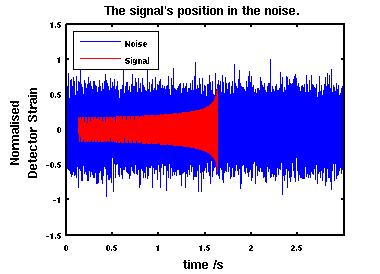 The signal's position in the noise.
Noise
Signal
Normalised
Detector Strain
1.5
1
0.5
0
-0.5
-1
-1.5
0
0.5
1
1.5
2
2.5
time /s